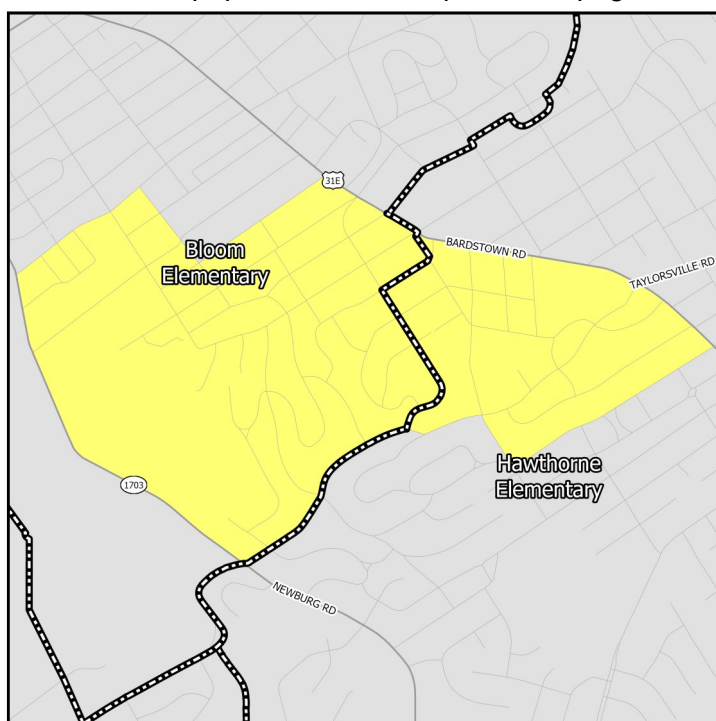 31E
Bloom
Elementary
BARDSTOWN RD
TAYLORSVILLE RD
Hawthorne
Elementary
1703
NEWBURG RD